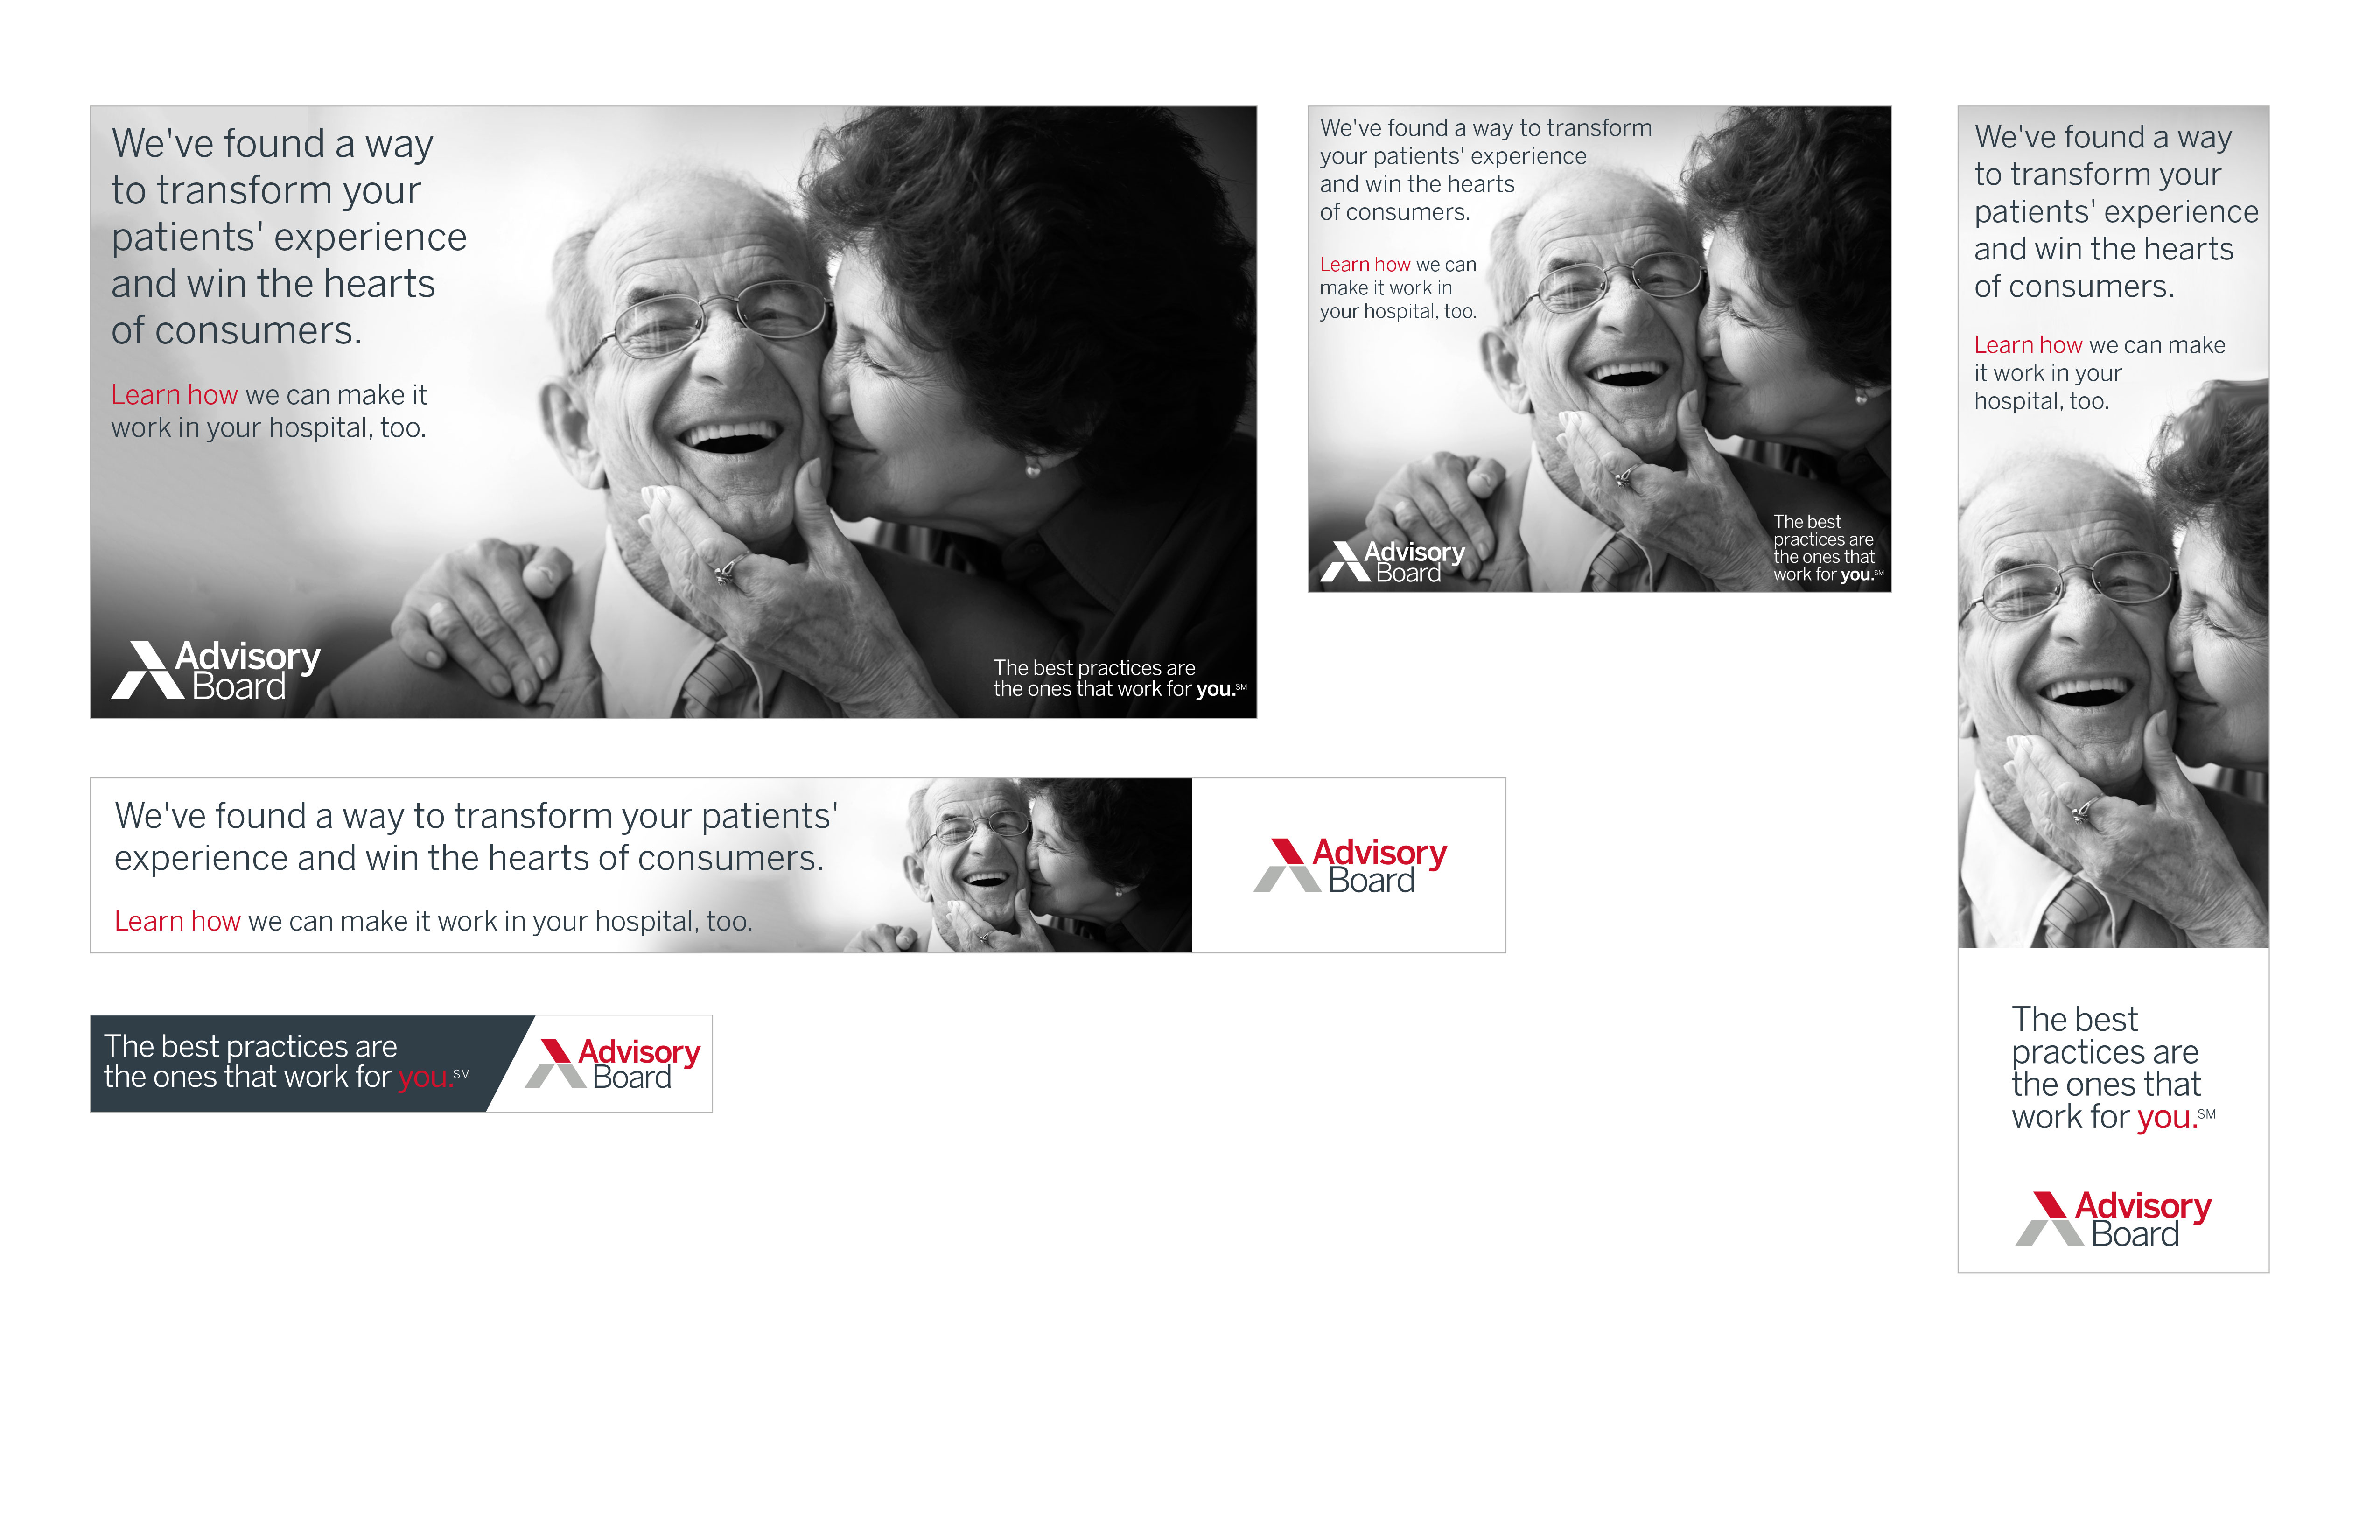 We've found a way
to transform your
patients' experience
and win the hearts
of consumers.
Learn how we can make it
work in your hospital, too.
Advisory
Board
The best practices are
the ones that work for you.℠
We've found a way to transform
your patients' experience
and win the hearts
of consumers.
Learn how we can
make it work in
your hospital, too.
Advisory
Board
The best
practices are
the ones that
work for you.℠
We've found a way
to transform your
patients' experience
and win the hearts
of consumers.
Learn how we can make
it work in your
hospital, too.
The best
practices are
the ones that
work for you.℠
Advisory
Board
We've found a way to transform your patients'
experience and win the hearts of consumers.
Learn how we can make it work in your hospital, too.
Advisory
Board
The best practices are
the ones that work for you.℠
Advisory
Board